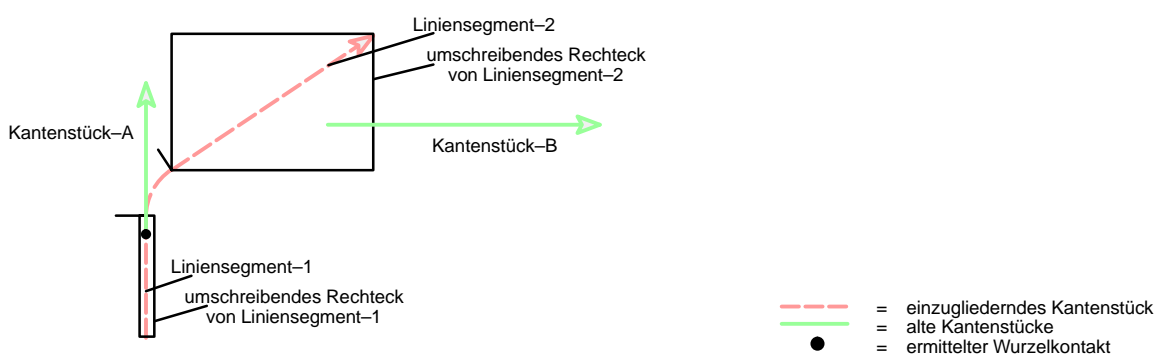 Liniensegment–2
umschreibendes Rechteck
von Liniensegment–2
Kantenstück–A
Kantenstück–B
Liniensegment–1
umschreibendes Rechteck
von Liniensegment–1
= einzugliederndes Kantenstück
= alte Kantenstücke
= ermittelter Wurzelkontakt